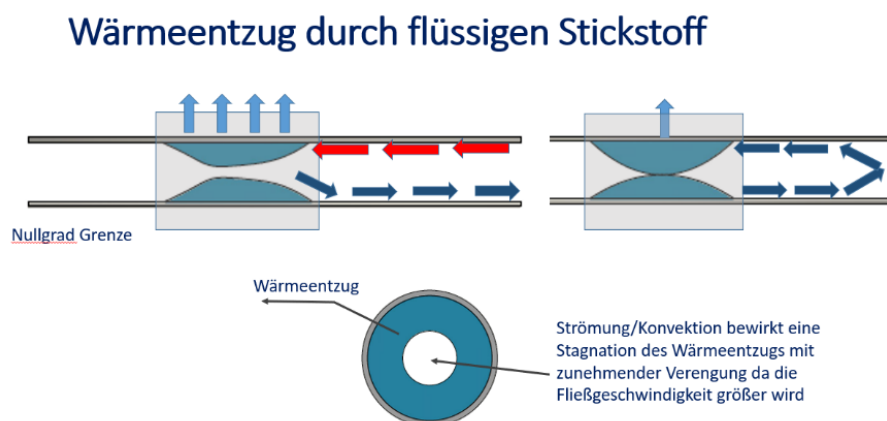 Wärmeentzug durch flüssigen Stickstoff
Nullgrad Grenze
Wärmeentzug
Strömung/Konvektion bewirkt eine
Stagnation des Wärmeentzugs mit
zunehmender Verengung da die
Fließgeschwindigkeit größer wird